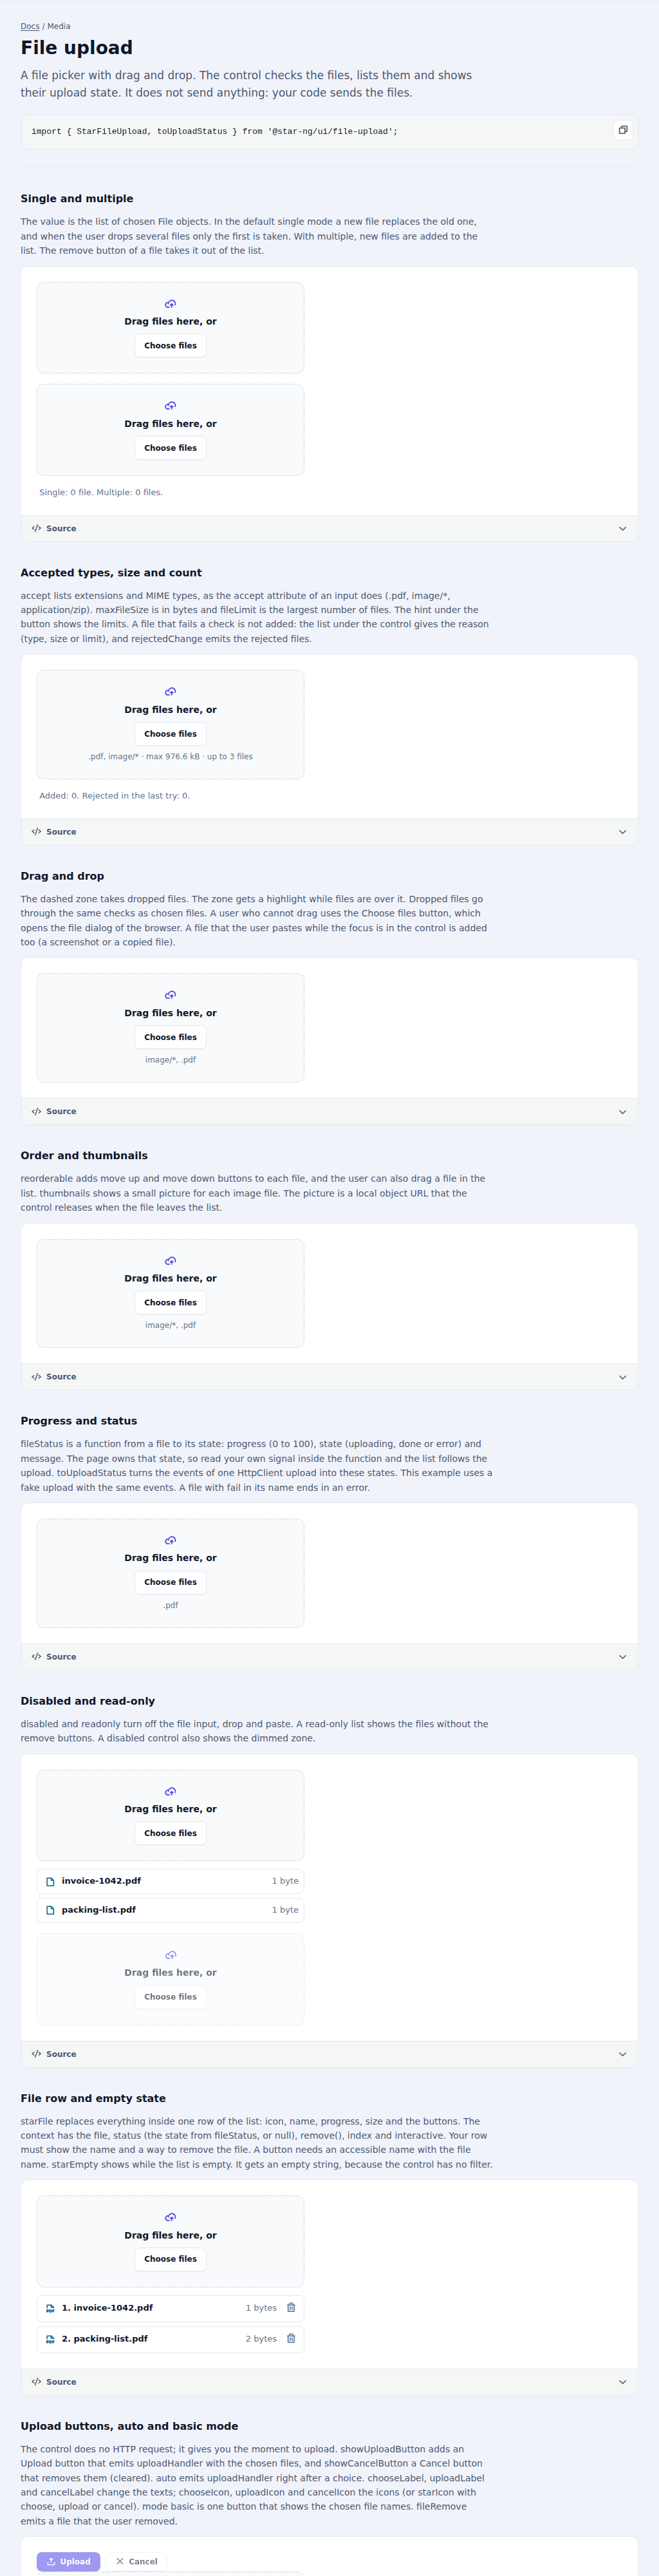 Docs / Media
File upload
A file picker with drag and drop. The control checks the files, lists them and shows
their upload state. It does not send anything: your code sends the files.
import { StarFileUpload, toUploadStatus } from '@star-ng/ui/file-upload';
Single and multiple
The value is the list of chosen File objects. In the default single mode a new file replaces the old one,
and when the user drops several files only the first is taken. With multiple, new files are added to the
list. The remove button of a file takes it out of the list.
Drag files here, or
Choose files
Drag files here, or
Choose files
Single: 0 file. Multiple: 0 files.
Source
Accepted types, size and count
accept lists extensions and MIME types, as the accept attribute of an input does (.pdf, image/*,
application/zip). maxFileSize is in bytes and fileLimit is the largest number of files. The hint under the
button shows the limits. A file that fails a check is not added: the list under the control gives the reason
(type, size or limit), and rejectedChange emits the rejected files.
Drag files here, or
Choose files
.pdf, image/* · max 976.6 kB · up to 3 files
Added: 0. Rejected in the last try: 0.
Source
Drag and drop
The dashed zone takes dropped files. The zone gets a highlight while files are over it. Dropped files go
through the same checks as chosen files. A user who cannot drag uses the Choose files button, which
opens the file dialog of the browser. A file that the user pastes while the focus is in the control is added
too (a screenshot or a copied file).
Drag files here, or
Choose files
image/*, .pdf
Source
Order and thumbnails
reorderable adds move up and move down buttons to each file, and the user can also drag a file in the
list. thumbnails shows a small picture for each image file. The picture is a local object URL that the
control releases when the file leaves the list.
Drag files here, or
Choose files
image/*, .pdf
Source
Progress and status
fileStatus is a function from a file to its state: progress (0 to 100), state (uploading, done or error) and
message. The page owns that state, so read your own signal inside the function and the list follows the
upload. toUploadStatus turns the events of one HttpClient upload into these states. This example uses a
fake upload with the same events. A file with fail in its name ends in an error.
Drag files here, or
Choose files
.pdf
Source
Disabled and read-only
disabled and readonly turn off the file input, drop and paste. A read-only list shows the files without the
remove buttons. A disabled control also shows the dimmed zone.
Drag files here, or
Choose files
invoice-1042.pdf 1 byte
packing-list.pdf 1 byte
Drag files here, or
Choose files
Source
File row and empty state
starFile replaces everything inside one row of the list: icon, name, progress, size and the buttons. The
context has the file, status (the state from fileStatus, or null), remove(), index and interactive. Your row
must show the name and a way to remove the file. A button needs an accessible name with the file
name. starEmpty shows while the list is empty. It gets an empty string, because the control has no filter.
Drag files here, or
Choose files
1. invoice-1042.pdf 1 bytes
2. packing-list.pdf 2 bytes
Source
Upload buttons, auto and basic mode
The control does no HTTP request; it gives you the moment to upload. showUploadButton adds an
Upload button that emits uploadHandler with the chosen files, and showCancelButton a Cancel button
that removes them (cleared). auto emits uploadHandler right after a choice. chooseLabel, uploadLabel
and cancelLabel change the texts; chooseIcon, uploadIcon and cancelIcon the icons (or starIcon with
choose, upload or cancel). mode basic is one button that shows the chosen file names. fileRemove
emits a file that the user removed.
Upload Cancel